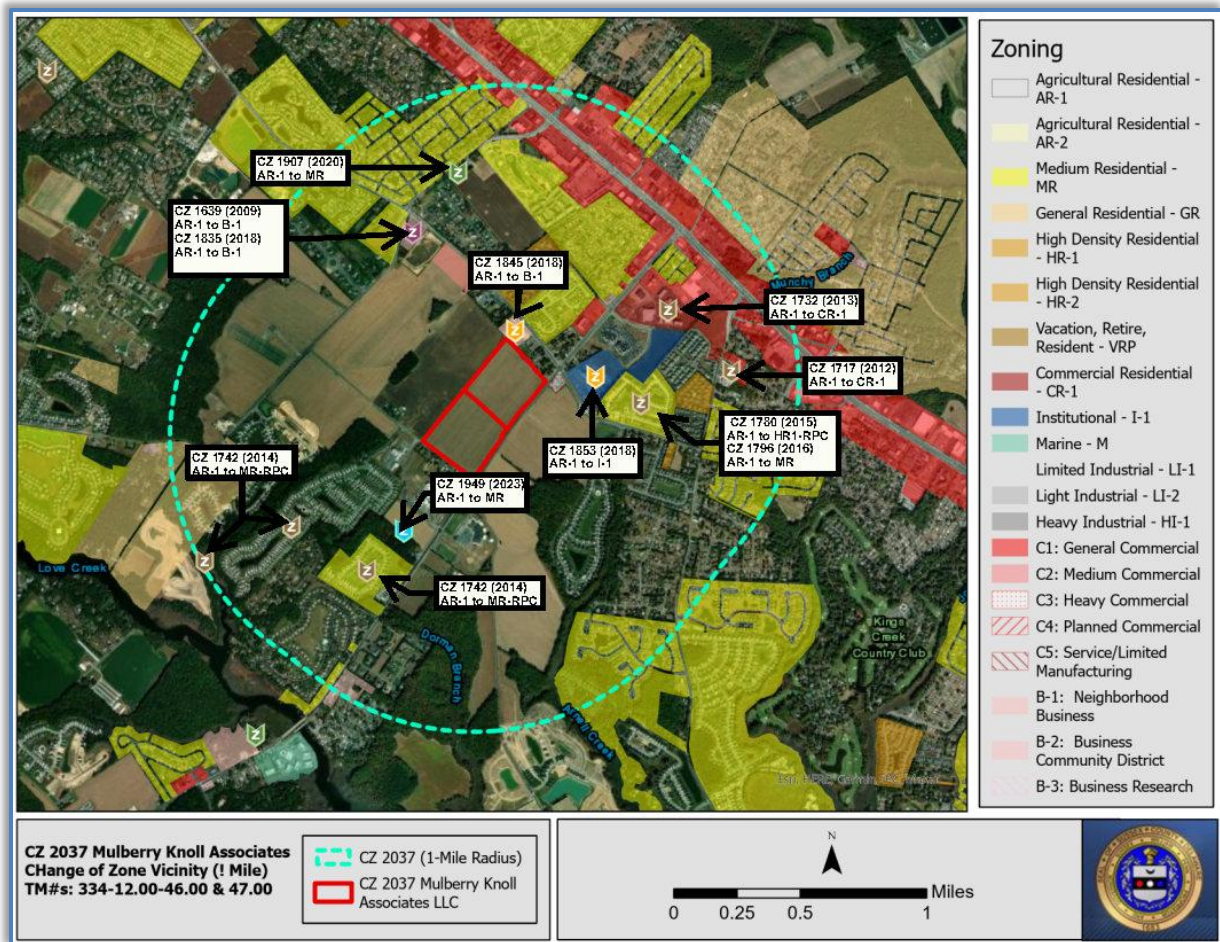 CZ 1907 (2020)
AR-1 to MR
CZ 1639 (2009)
AR-1 to B-1
CZ 1835 (2018)
AR-1 to B-1
CZ 1845 (2018)
AR-1 to B-1
Munchy Branch
CZ 1732 (2013)
AR-1 to CR-1
CZ 1717 (2012)
AR-1 to CR-1
CZ 1780 (2015)
AR-1 to HR1-RPC
CZ 1796 (2016)
AR-1 to MR
CZ 1853 (2018)
AR-1 to I-1
CZ 1742 (2014)
AR-1 to MR-RPC
CZ 1949 (2023)
AR-1 to MR
Love Creek
CZ 1742 (2014)
AR-1 to MR-RPC
Dorman Branch
Arnell Creek
Kings
Creek
Country Club
Esri, HERE, Garmin,
Zoning
Agricultural Residential -
AR-1
Agricultural Residential -
AR-2
Medium Residential -
MR
General Residential - GR
High Density Residential
- HR-1
High Density Residential
- HR-2
Vacation, Retire,
Resident - VRP
Commercial Residential
- CR-1
Institutional - I-1
Marine - M
Limited Industrial - LI-1
Light Industrial - LI-2
Heavy Industrial - HI-1
C1: General Commercial
C2: Medium Commercial
C3: Heavy Commercial
C4: Planned Commercial
C5: Service/Limited
Manufacturing
B-1: Neighborhood
Business
B-2: Business
Community District
B-3: Business Research
CZ 2037 Mulberry Knoll Associates
CHange of Zone Vicinity (! Mile)
TM#s: 334-12.00-46.00 & 47.00
CZ 2037 (1-Mile Radius)
CZ 2037 Mulberry Knoll
Associates LLC
N
Miles
0 0.25 0.5 1